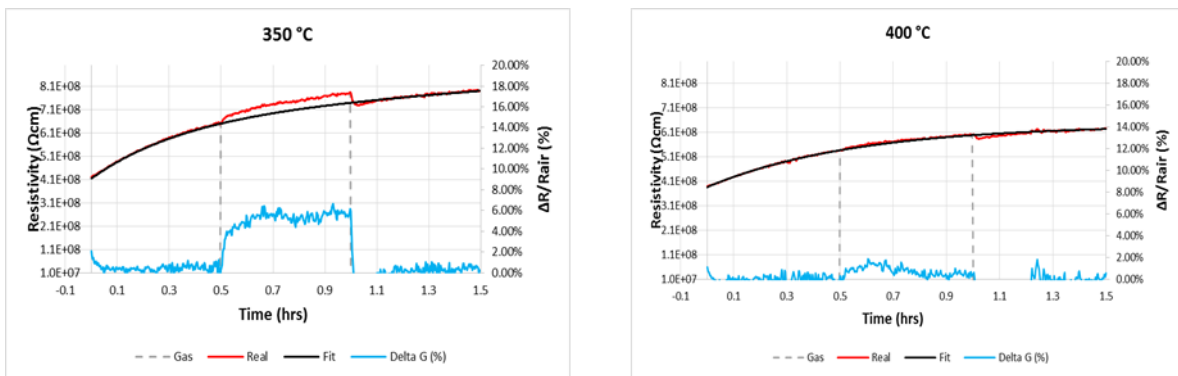 350 °C
8.1E+08
7.1E+08
6.1E+08
5.1E+08
4.1E+08
3.1E+08
2.1E+08
1.1E+08
1.0E+07
Resistivity (Ωcm)
20.00%
18.00%
16.00%
14.00%
12.00%
10.00%
8.00%
6.00%
4.00%
2.00%
0.00%
ΔR/Rair (%)
-0.1 0.1 0.3 0.5 0.7 0.9 1.1 1.3 1.5
Time (hrs)
Gas Real Fit Delta G (%)
400 °C
8.1E+08
7.1E+08
6.1E+08
5.1E+08
4.1E+08
3.1E+08
2.1E+08
1.1E+08
1.0E+07
Resistivity (Ωcm)
20.00%
18.00%
16.00%
14.00%
12.00%
10.00%
8.00%
6.00%
4.00%
2.00%
0.00%
ΔR/Rair (%)
-0.1 0.1 0.3 0.5 0.7 0.9 1.1 1.3 1.5
Time (hrs)
Gas Real Fit Delta G (%)